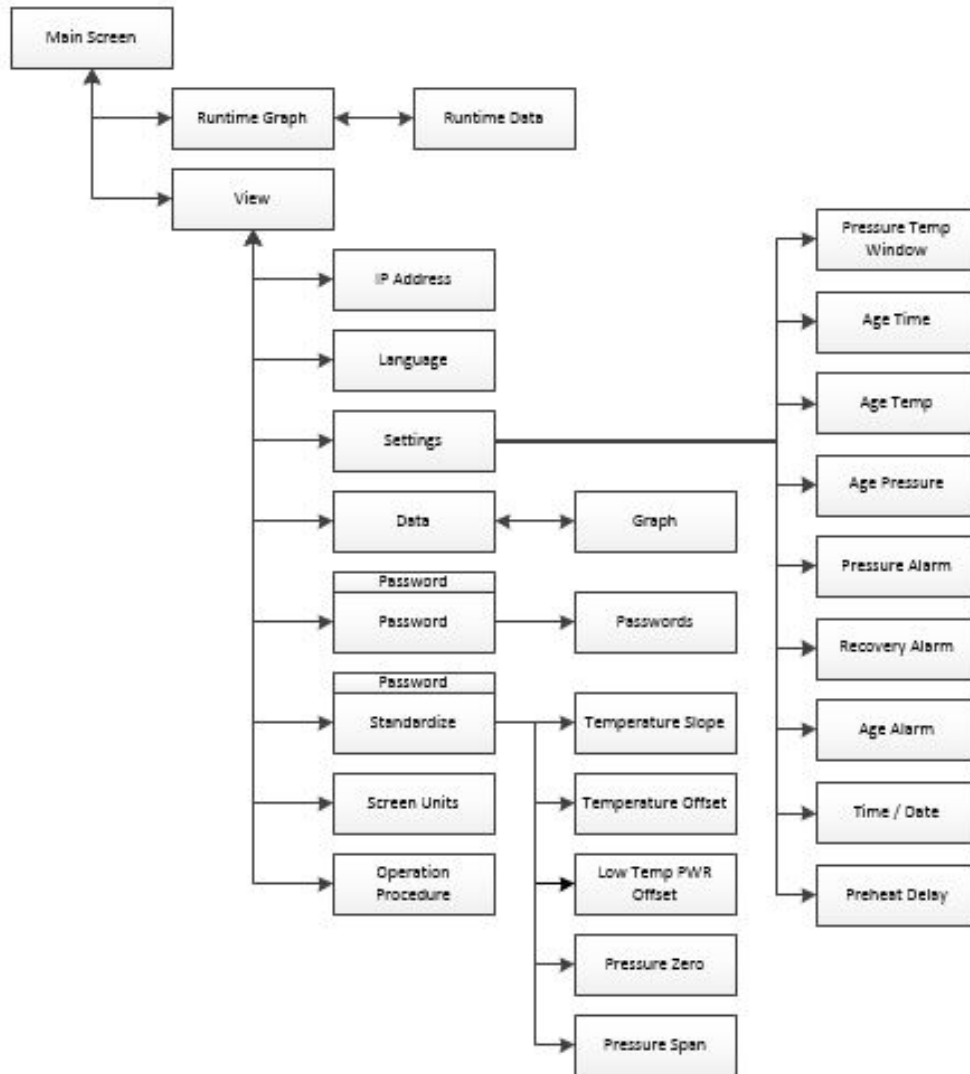 Main Screen
Runtime Graph
Runtime Data
View
IP Address
Language
Settings
Pressure Temp
Window
Age Time
Age Temp
Age Pressure
Pressure Alarm
Recovery Alarm
Age Alarm
Time / Date
Preheat Delay
Data
Graph
Password
Password
Passwords
Password
Standardize
Temperature Slope
Temperature Offset
Low Temp PWR
Offset
Pressure Zero
Pressure Span
Screen Units
Operation
Procedure